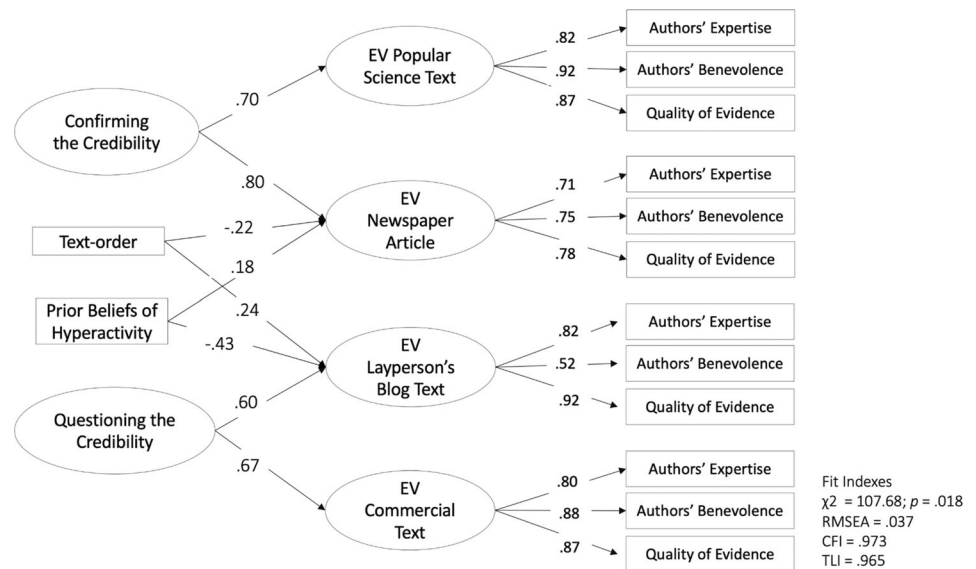 EV Popular
Science Text
.82
.92
.87
Authors' Expertise
Authors' Benevolence
Quality of Evidence
Confirming
the Credibility
.70
.80
EV
Newspaper
Article
.71
.75
.78
Authors' Expertise
Authors' Benevolence
Quality of Evidence
Text-order
-.22
.24
Prior Beliefs of
Hyperactivity
.18
-.43
EV
Layperson's
Blog Text
.82
.52
.92
Authors' Expertise
Authors' Benevolence
Quality of Evidence
Questioning the
Credibility
.60
.67
EV
Commercial
Text
.80
.88
.87
Authors' Expertise
Authors' Benevolence
Quality of Evidence
Fit Indexes
χ2 = 107.68; p = .018
RMSEA = .037
CFI = .973
TLI = .965